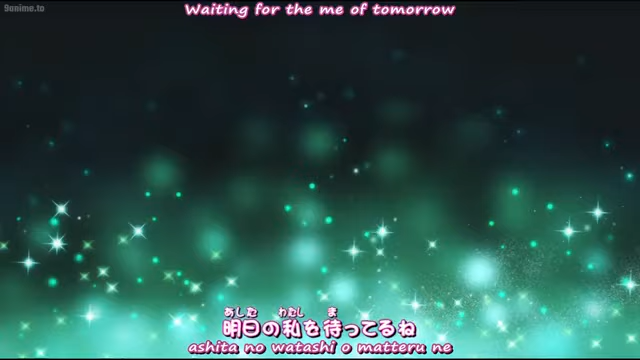 9anime.to
Waiting for the me of tomorrow
あした わたし ま
明日の私を待ってるね
ashita no watashi o matteru ne